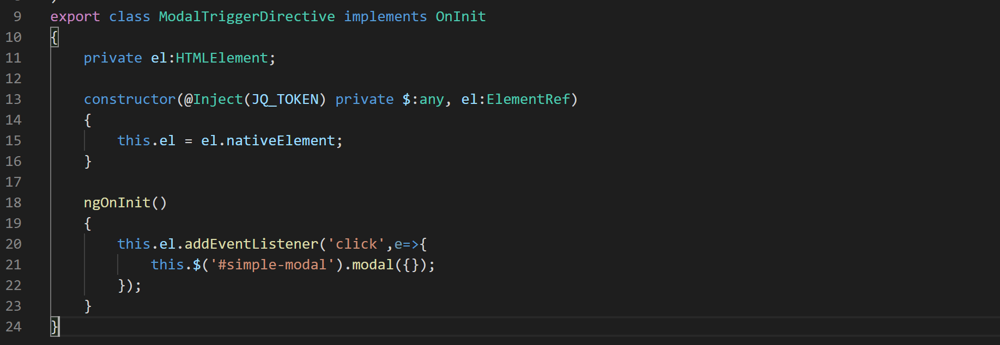 9 export class ModalTriggerDirective implements OnInit
10 {
11     private el:HTMLElement;
12
13     constructor(@Inject(JQ_TOKEN) private $:any, el:ElementRef)
14     {
15         this.el = el.nativeElement;
16     }
17
18     ngOnInit()
19     {
20         this.el.addEventListener('click',e=>{
21             this.$('#simple-modal').modal({});
22         });
23     }
24 }